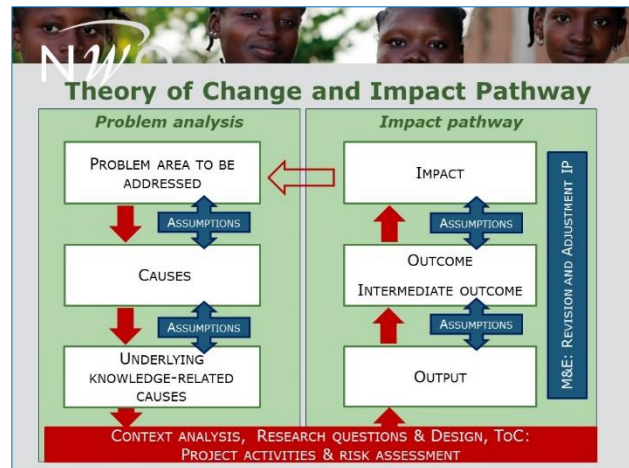 NWO
Theory of Change and Impact Pathway
Problem analysis
PROBLEM AREA TO BE
ADDRESSED
ASSUMPTIONS
CAUSES
ASSUMPTIONS
UNDERLYING
KNOWLEDGE-RELATED
CAUSES
Impact pathway
IMPACT
ASSUMPTIONS
OUTCOME
INTERMEDIATE OUTCOME
ASSUMPTIONS
OUTPUT
M&E: REVISION AND ADJUSTMENT IP
CONTEXT ANALYSIS, RESEARCH QUESTIONS & DESIGN, TOC:
PROJECT ACTIVITIES & RISK ASSESSMENT